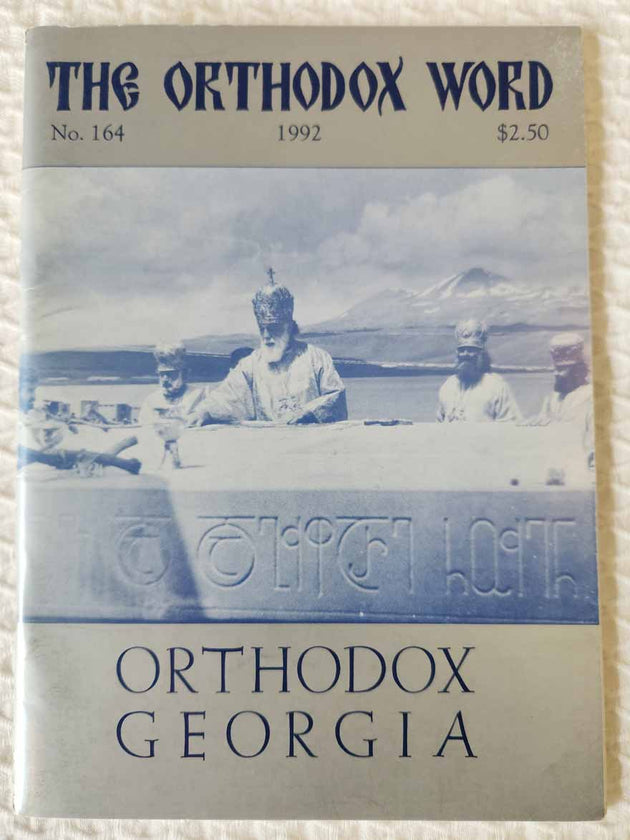 THE ORTHODOX WORD
No. 164 1992 $2.50
ORTHODOX
GEORGIA